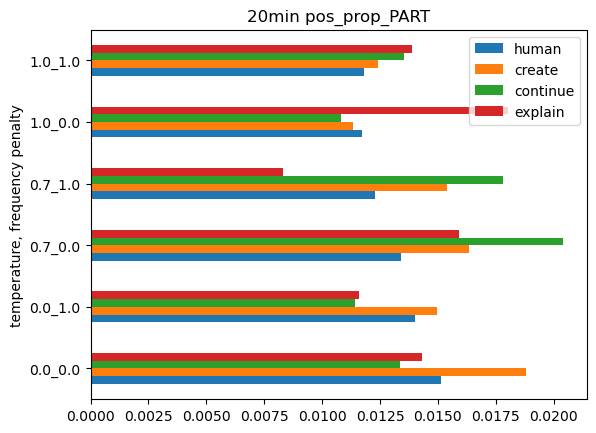 20min pos_prop_PART
human
create
continue
explain
temperature, frequency penalty
1.0_1.0
1.0_0.0
0.7_1.0
0.7_0.0
0.0_1.0
0.0_0.0
0.0000 0.0025 0.0050 0.0075 0.0100 0.0125 0.0150 0.0175 0.0200